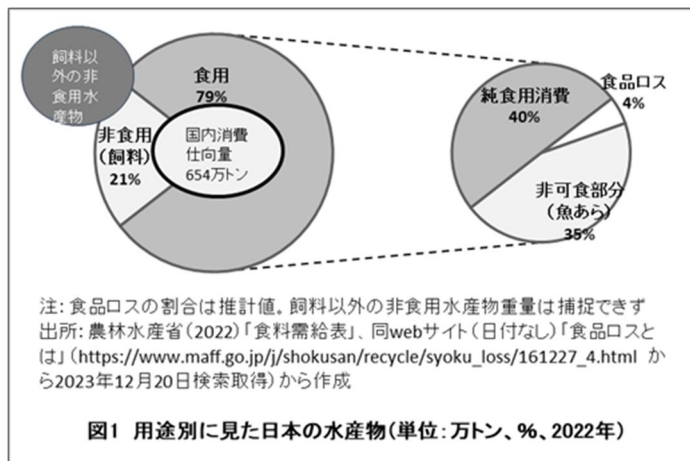 飼料以
外の非
食用水
産物
食用
79%
非食用
(飼料)
21%
国内消費
仕向量
654万トン
純食用消費
40%
食品ロス
4%
非可食部分
(魚あら)
35%
注: 食品ロスの割合は推計値。飼料以外の非食用水産物重量は捕捉できず
出所: 農林水産省(2022)「食料需給表」、同webサイト(日付なし)「食品ロスと
は」(https://www.maff.go.jp/j/shokusan/recycle/syoku_loss/161227_4.html か
ら2023年12月20日検索取得)から作成
図1 用途別に見た日本の水産物(単位: 万トン、%、2022年)